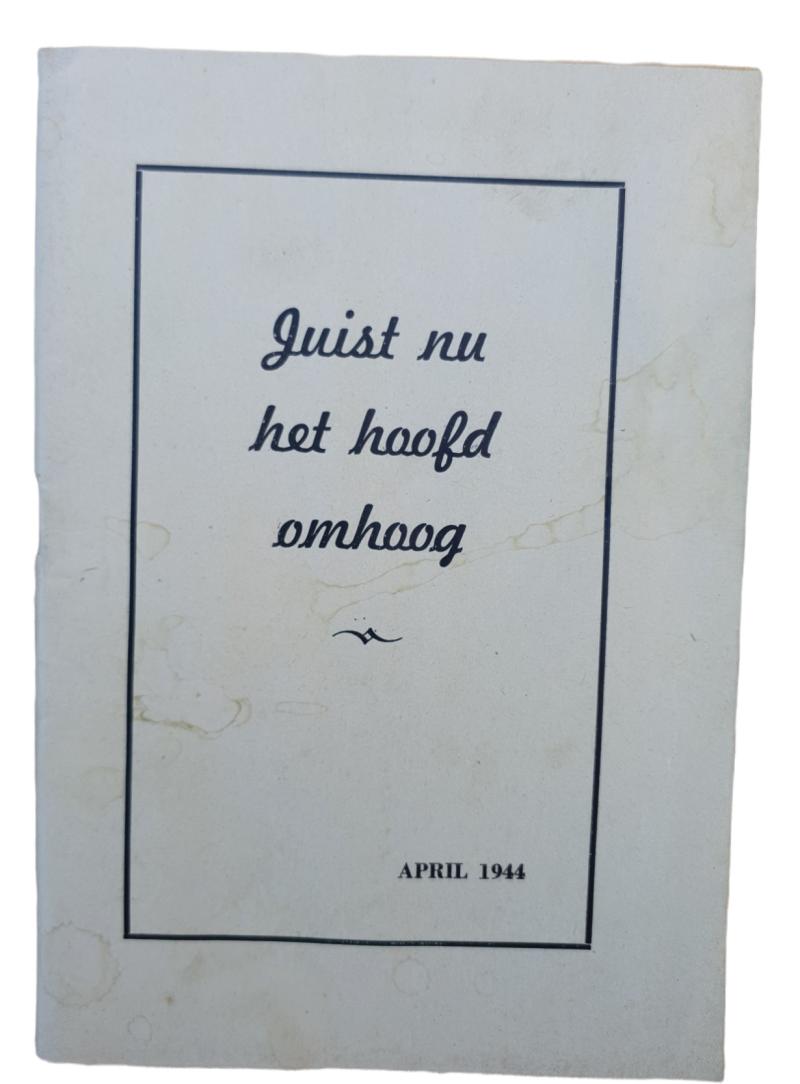 Juist nu
het hoofd
omhoog
APRIL 1944